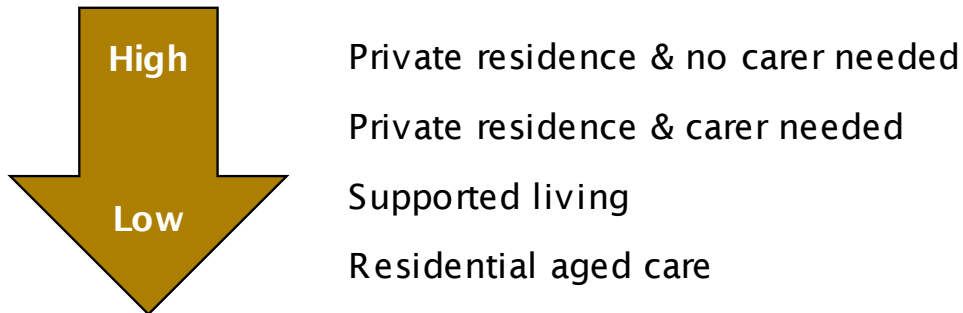 High
Private residence & no carer needed
Private residence & carer needed
Supported living
Low
Residential aged care